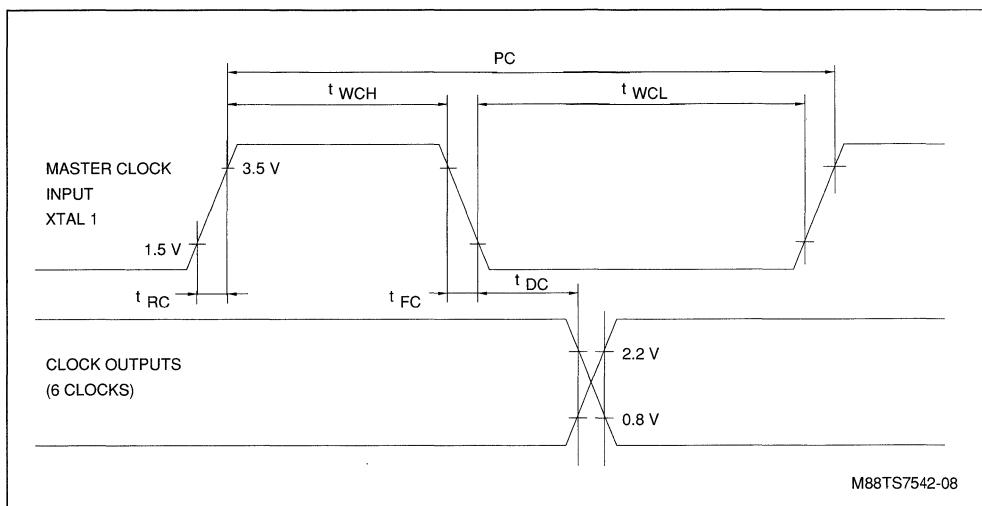 PC
t WCH
t WCL
MASTER CLOCK
INPUT
XTAL 1
3.5 V
1.5 V
t RC
t FC
t DC
CLOCK OUTPUTS
(6 CLOCKS)
2.2 V
0.8 V
M88TS7542-08